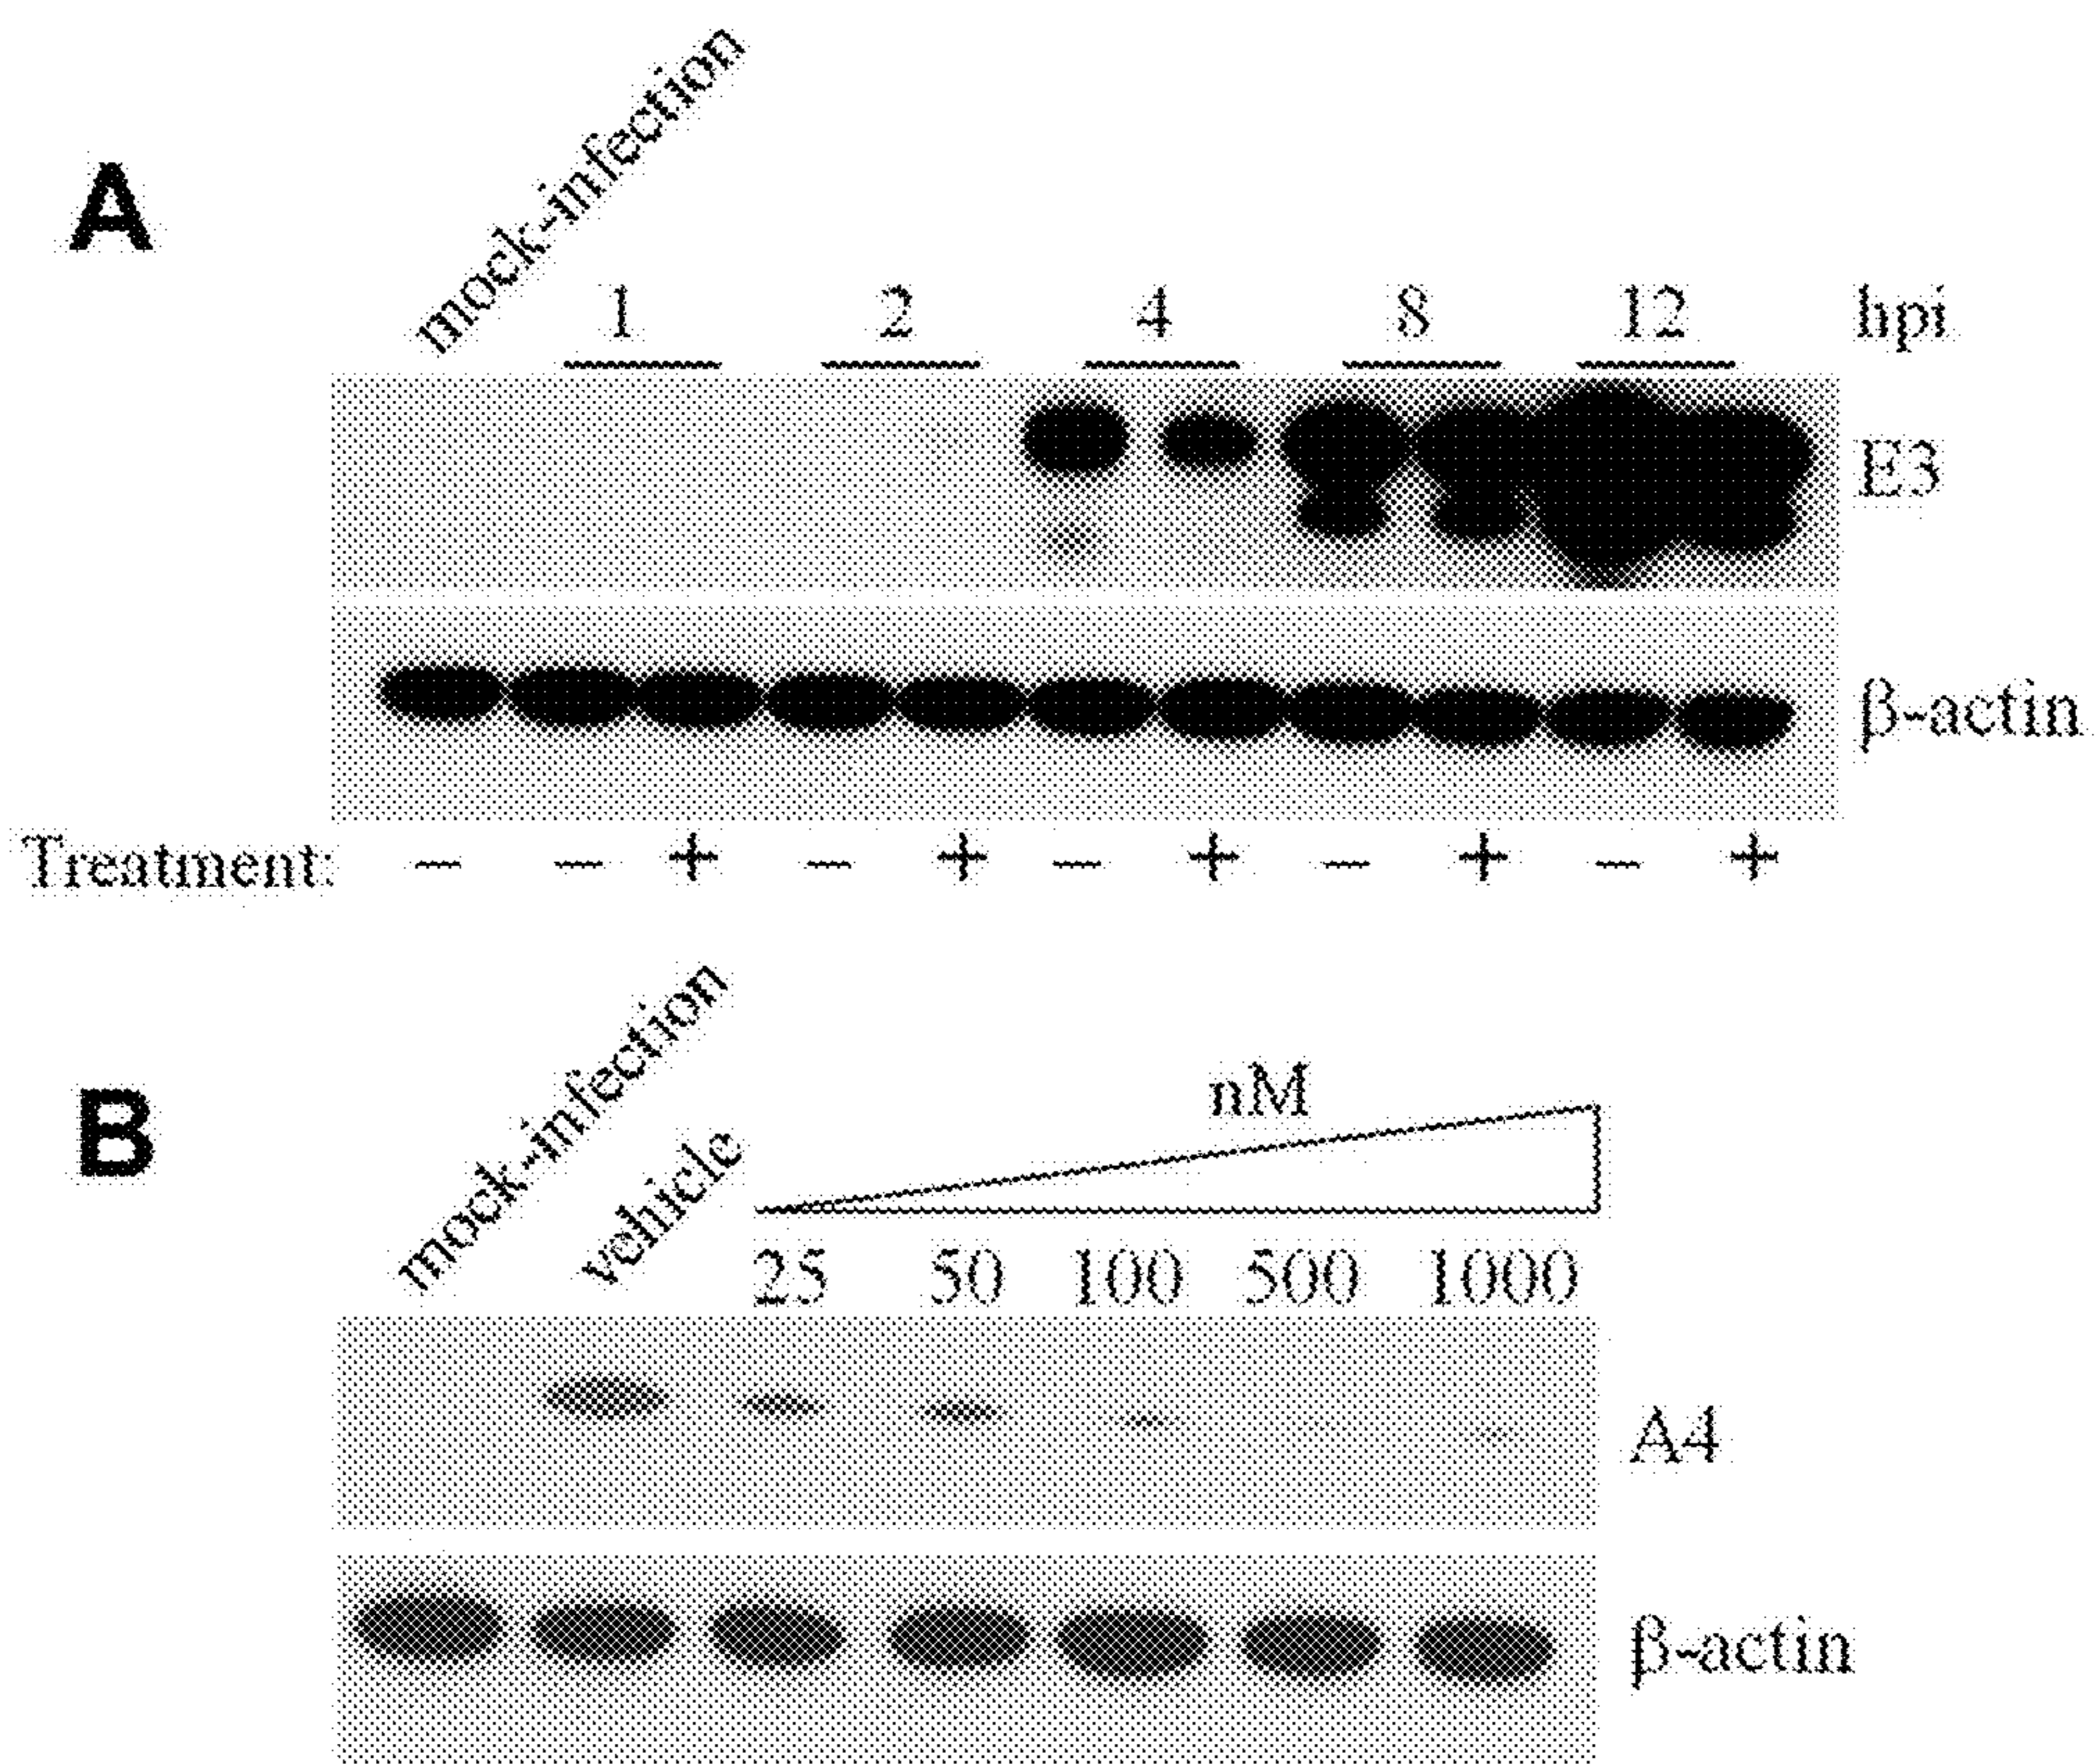 A
mock-infection
1 2 4 8 12 hpi
E3
β-actin
Treatment: – – + – + – + – + – +
B
mock-infection
vehicle
nM
25 50 100 500 1000
A4
β-actin